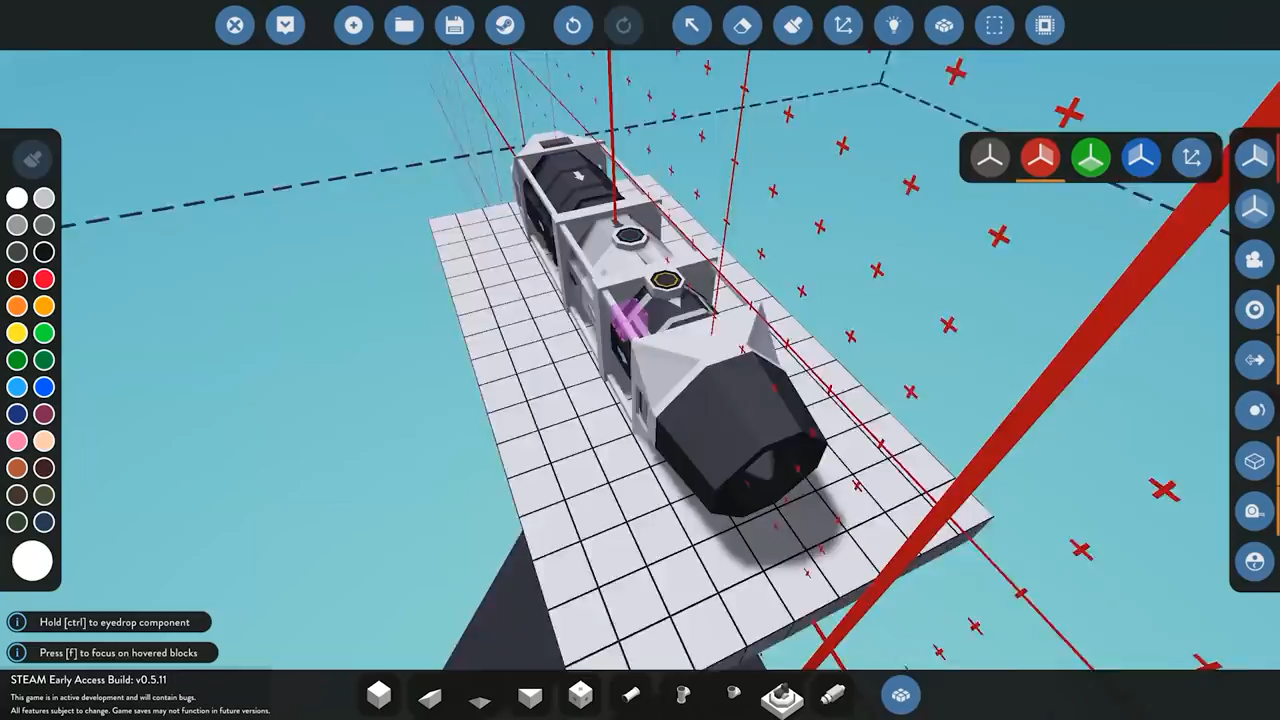 Hold [ctrl] to eyedrop component
Press [f] to focus on hovered blocks
STEAM Early Access Build: v0.5.11
This game is in active development and will contain bugs.
All features subject to change. Game saves may not function in future versions.